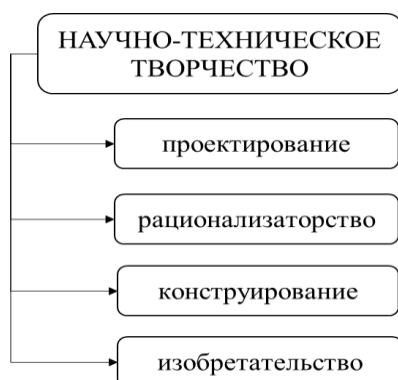 НАУЧНО-ТЕХНИЧЕСКОЕ
ТВОРЧЕСТВО
проектирование
рационализаторство
конструирование
изобретательство